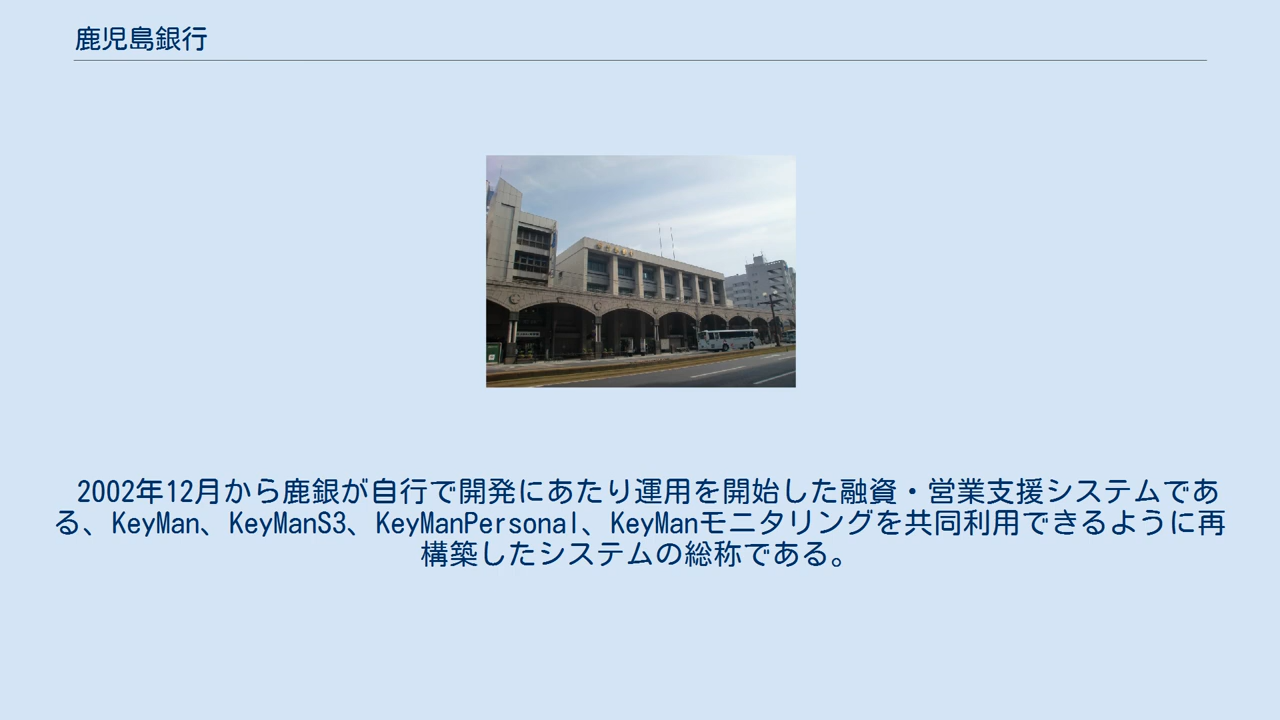 鹿児島銀行
2002年12月から鹿銀が自行で開発にあたり運用を開始した融資・営業支援システムであ
る、KeyMan、KeyManS3、KeyManPersonal、KeyManモニタリングを共同利用できるように再
構築したシステムの総称である。